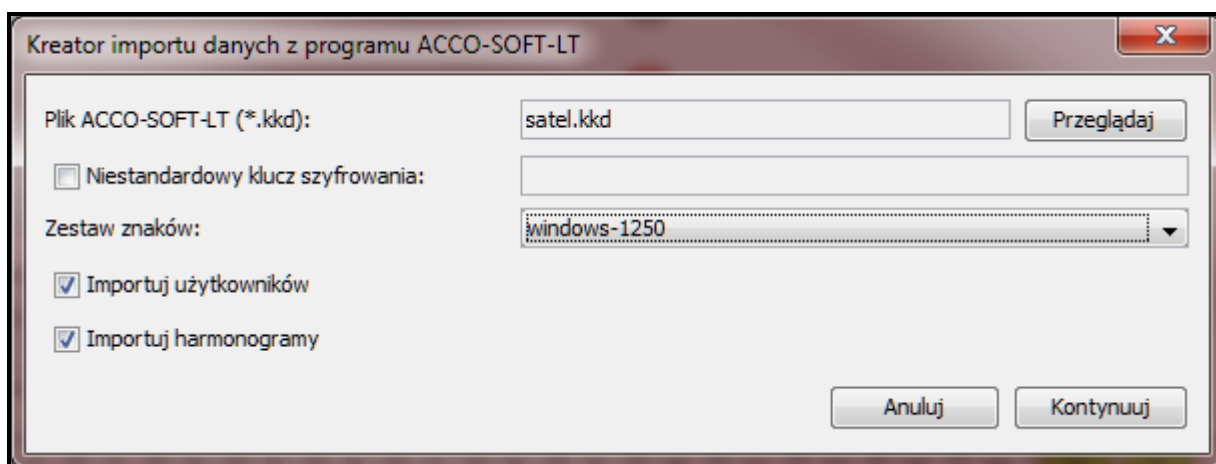 Kreator importu danych z programu ACCO-SOFT-LT
Plik ACCO-SOFT-LT (*.kkd): satel.kkd Przeglądaj
Niestandardowy klucz szyfrowania:
Zestaw znaków: windows-1250
Importuj użytkowników
Importuj harmonogramy
Anuluj Kontynuuj